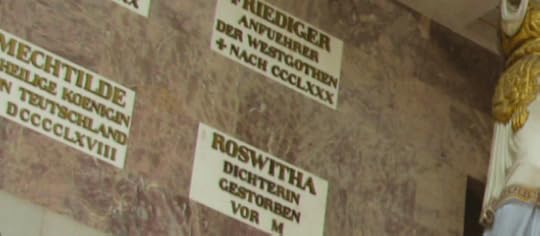 X
FRIEDIGER
ANFUEHRER
DER WESTGOTHEN
+ NACH CCCLXXX
MECHTILDE
HEILIGE KOENIGIN
N TEUTSCHLAND
DCCCCLXVIII
ROSWITHA
DICHTERIN
GESTORBEN
VOR M